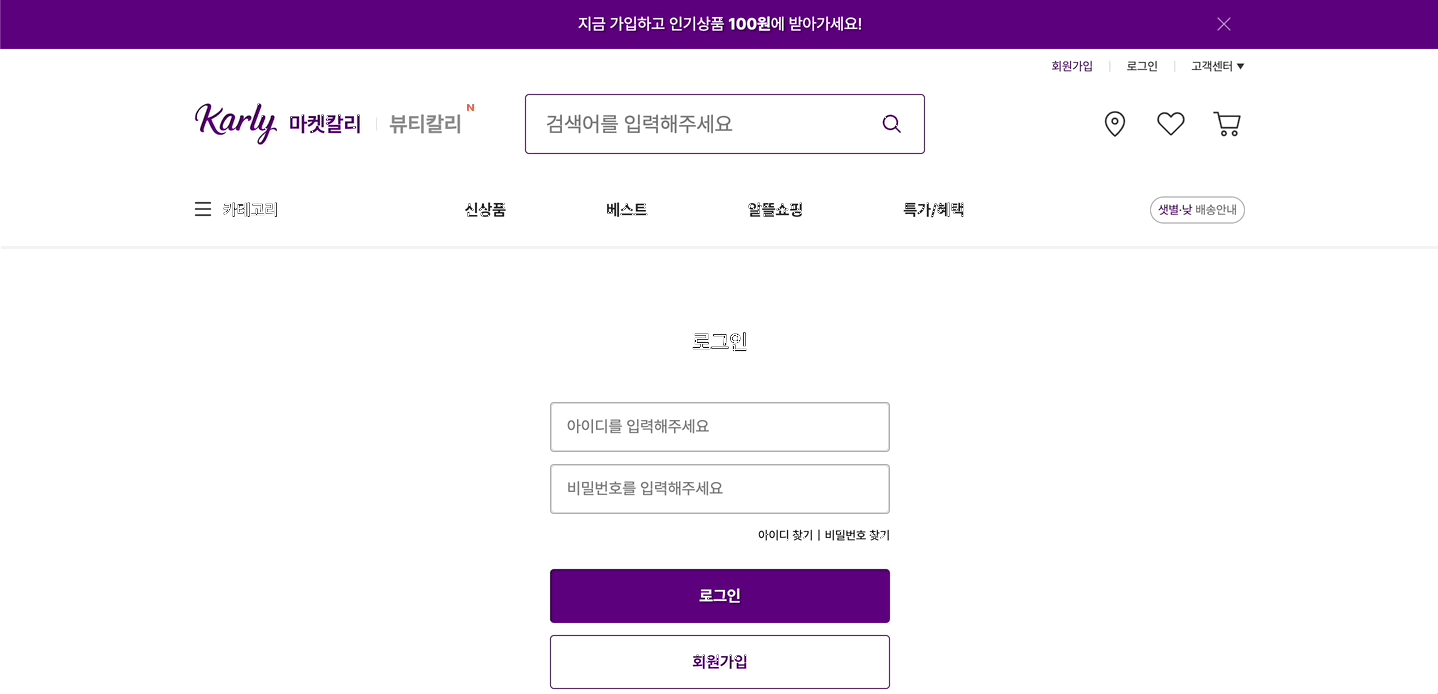 지금 가입하고 인기상품 100원에 받아가세요!
회원가입 | 로그인 | 고객센터 ▼
Karly 마켓칼리 | 뷰티칼리 N
검색어를 입력해주세요
카테고리 신상품 베스트 알뜰쇼핑 특가/혜택 샛별·낮 배송안내
로그인
아이디를 입력해주세요
비밀번호를 입력해주세요
아이디 찾기 | 비밀번호 찾기
로그인
회원가입